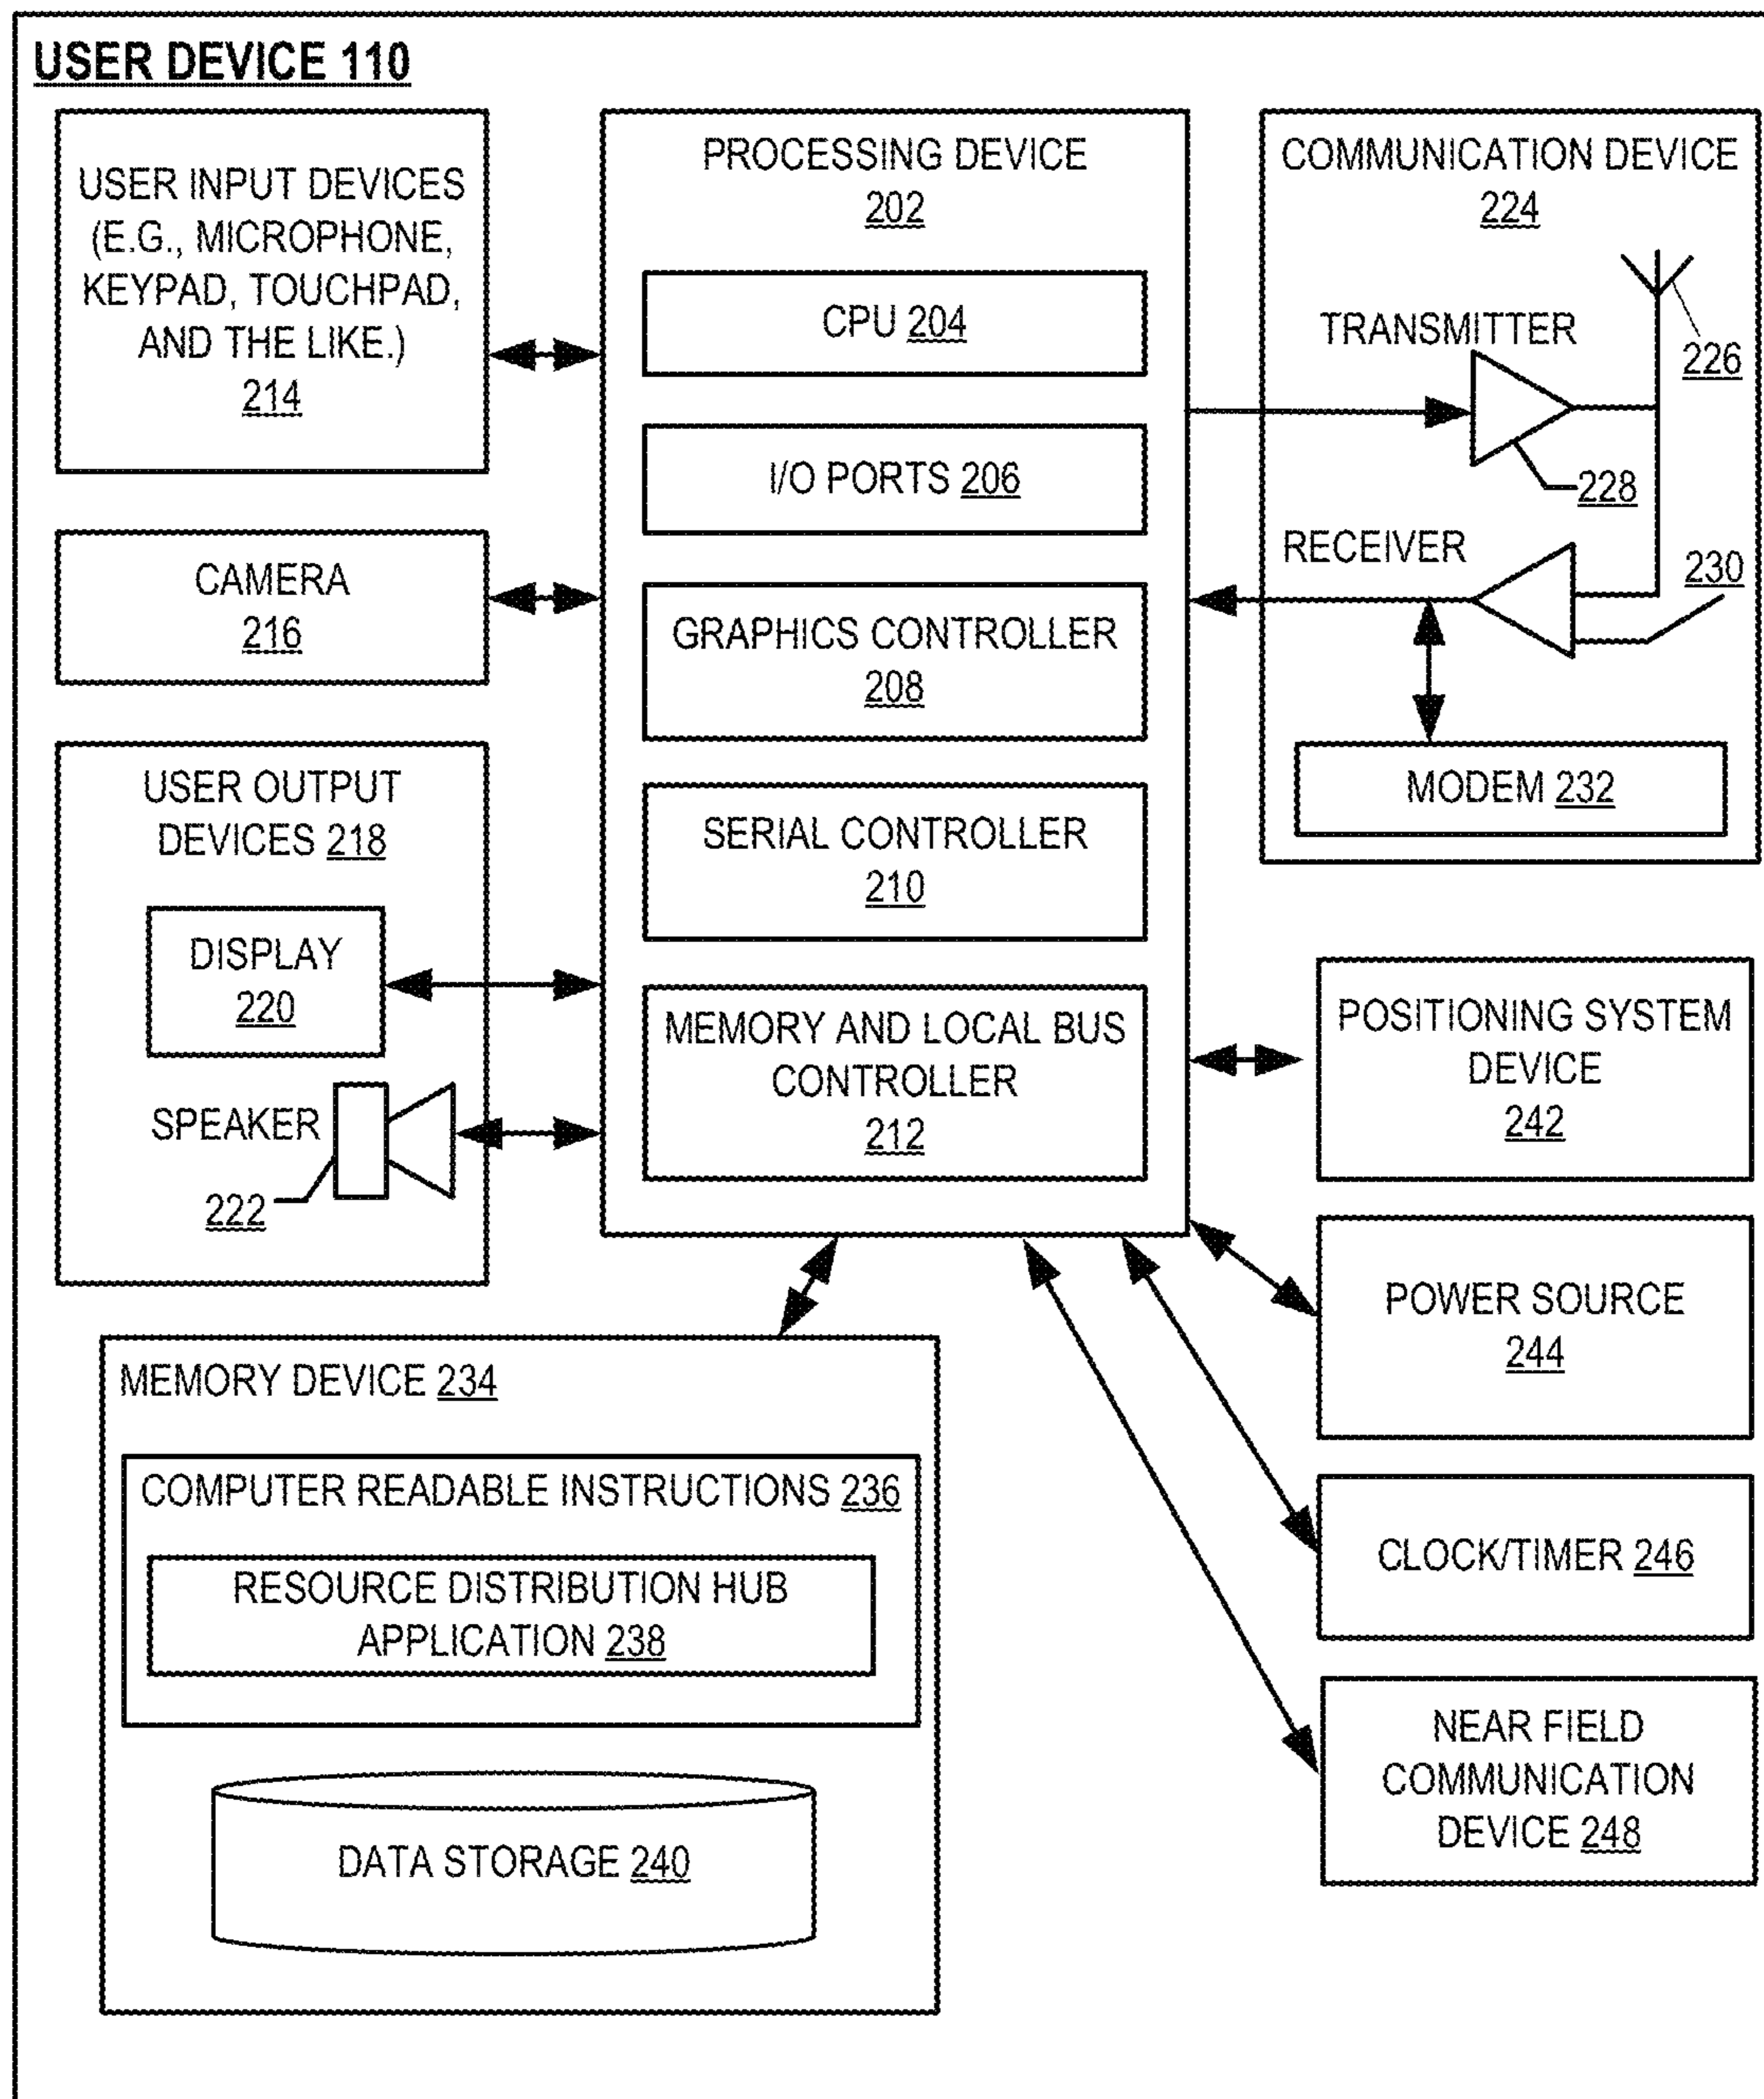 USER DEVICE 110
USER INPUT DEVICES
(E.G., MICROPHONE,
KEYPAD, TOUCHPAD,
AND THE LIKE.)
214
CAMERA
216
USER OUTPUT
DEVICES 218
DISPLAY
220
SPEAKER
222
PROCESSING DEVICE
202
CPU 204
I/O PORTS 206
GRAPHICS CONTROLLER
208
SERIAL CONTROLLER
210
MEMORY AND LOCAL BUS
CONTROLLER
212
COMMUNICATION DEVICE
224
TRANSMITTER
226
228
RECEIVER
230
MODEM 232
POSITIONING SYSTEM
DEVICE
242
POWER SOURCE
244
CLOCK/TIMER 246
NEAR FIELD
COMMUNICATION
DEVICE 248
MEMORY DEVICE 234
COMPUTER READABLE INSTRUCTIONS 236
RESOURCE DISTRIBUTION HUB
APPLICATION 238
DATA STORAGE 240